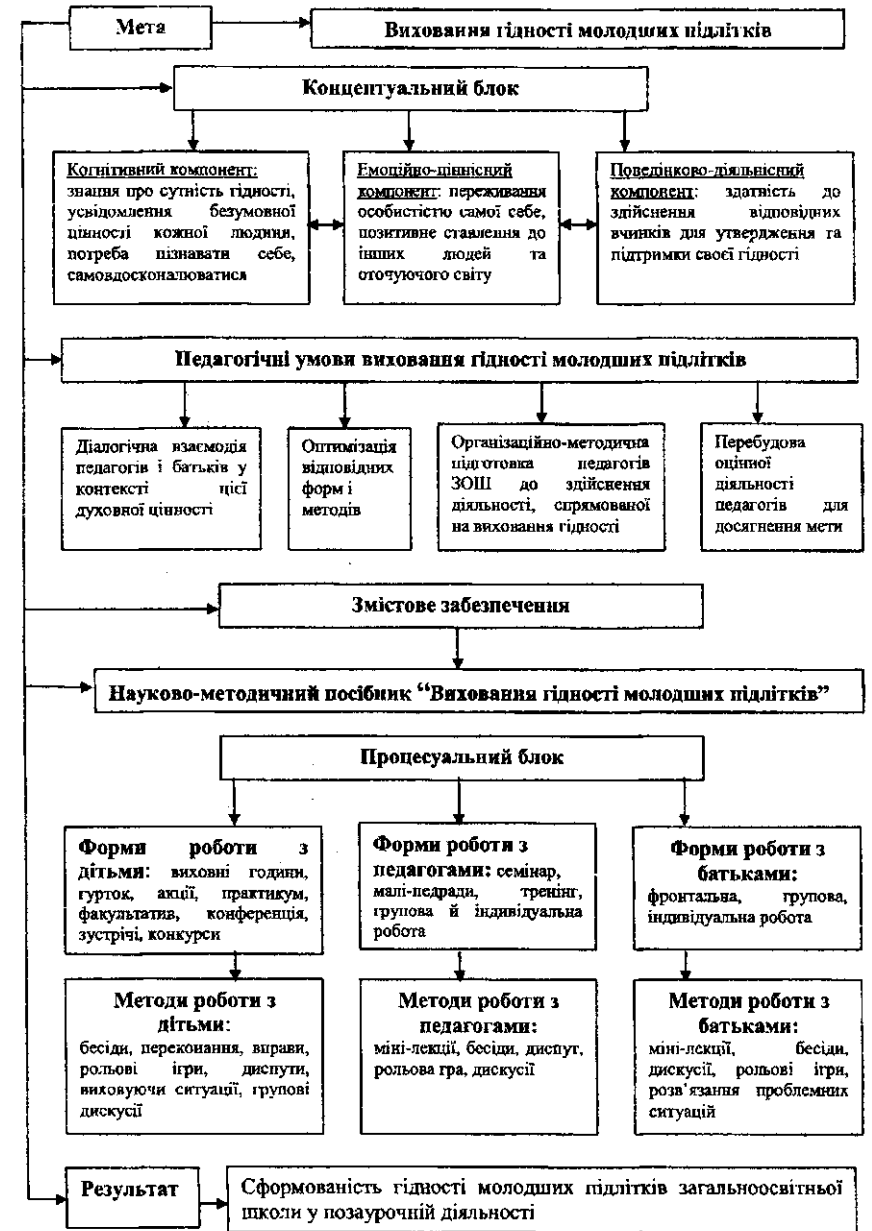 Мета
Виховання гідності молодших підлітків
Концептуальний блок
Когнитивний компонент:
знання про сутність гідності,
усвідомлення безумовної
цінності кожної людини,
потреба пізнавати себе,
самовдосконалюватися
Емоційно-ціннісний
компонент: переживання
особистістю самої себе,
позитивне ставлення до
інших людей та
оточуючого світу
Поведінково-діяльнісний
компонент: здатність до
здійснення відповідних
вчинків для утвердження та
підтримки своєї гідності
Педагогічні умови виховання гідності молодших підлітків
Діалогічна взаємодія
педагогів і батьків у
контексті цієї
духовної цінності
Оптимізація
відповідних
форм і
методів
Організаційно-методична
підготовка педагогів
ЗОШ до здійснення
діяльності, спрямованої
на виховання гідності
Перебудова
оцінної
діяльності
педагогів для
досягнення мети
Змістове забезпечення
Науково-методичний посібник “Виховання гідності молодших підлітків”
Процесуальний блок
Форми роботи з
дітьми: виховні години,
гурток, акції, практикум,
факультатив, конференція,
зустрічі, конкурси
Форми роботи з
педагогами: семінар,
малі-педради, тренінг,
групова й індивідуальна
робота
Форми роботи з
батьками:
фронтальна, групова,
індивідуальна робота
Методи роботи з
дітьми:
бесіди, переконання, вправи,
рольові ігри, диспути,
виховуючи ситуації, групові
дискусії
Методи роботи з
педагогами:
міні-лекції, бесіди, диспут,
рольова гра, дискусії
Методи роботи з
батьками:
міні-лекції, бесіди,
дискусії, рольові ігри,
розв’язання проблемних
ситуацій
Результат
Сформованість гідності молодших підлітків загальноосвітньої
школи у позаурочній діяльності